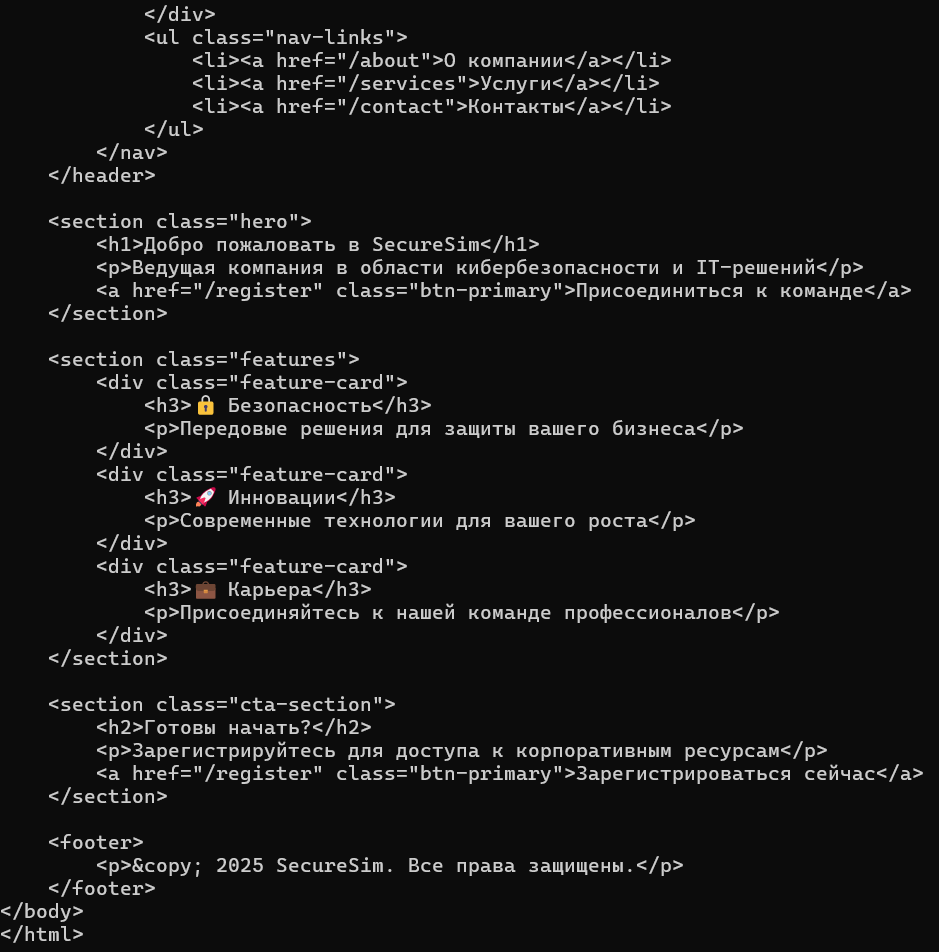 </div>
            <ul class="nav-links">
                <li><a href="/about">О компании</a></li>
                <li><a href="/services">Услуги</a></li>
                <li><a href="/contact">Контакты</a></li>
            </ul>
        </nav>
    </header>

    <section class="hero">
        <h1>Добро пожаловать в SecureSim</h1>
        <p>Ведущая компания в области кибербезопасности и IT-решений</p>
        <a href="/register" class="btn-primary">Присоединиться к команде</a>
    </section>

    <section class="features">
        <div class="feature-card">
            <h3>🔒 Безопасность</h3>
            <p>Передовые решения для защиты вашего бизнеса</p>
        </div>
        <div class="feature-card">
            <h3>🚀 Инновации</h3>
            <p>Современные технологии для вашего роста</p>
        </div>
        <div class="feature-card">
            <h3>💼 Карьера</h3>
            <p>Присоединяйтесь к нашей команде профессионалов</p>
        </div>
    </section>

    <section class="cta-section">
        <h2>Готовы начать?</h2>
        <p>Зарегистрируйтесь для доступа к корпоративным ресурсам</p>
        <a href="/register" class="btn-primary">Зарегистрироваться сейчас</a>
    </section>

    <footer>
        <p>&copy; 2025 SecureSim. Все права защищены.</p>
    </footer>
</body>
</html>